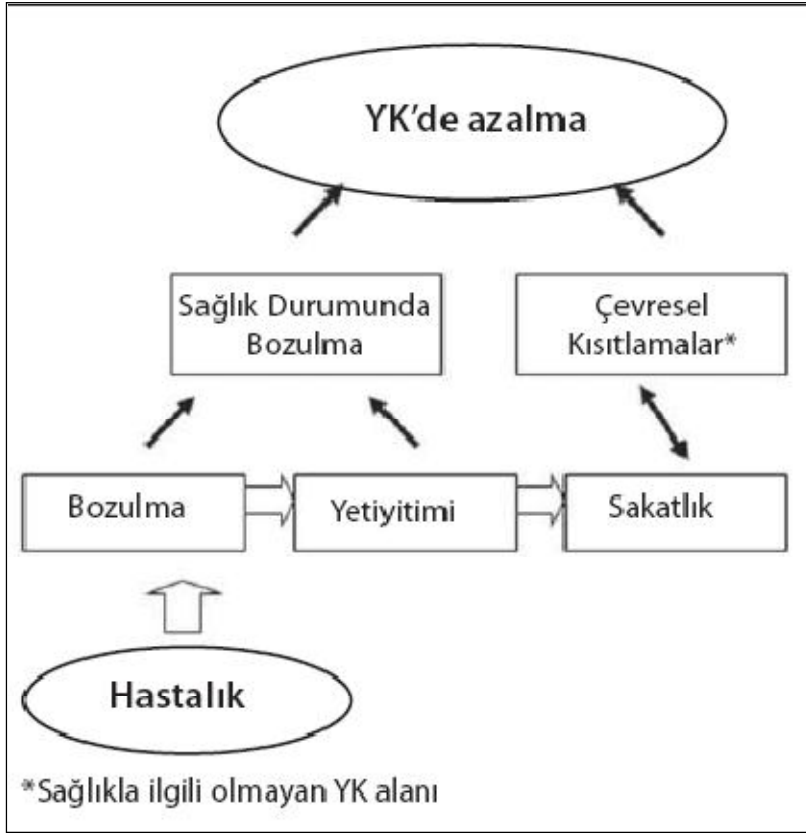 YK'de azalma
Sağlık Durumunda
Bozulma
Çevresel
Kısıtlamalar*
Bozulma
Yetiyitimi
Sakatlık
Hastalık
*Sağlıkla ilgili olmayan YK alanı